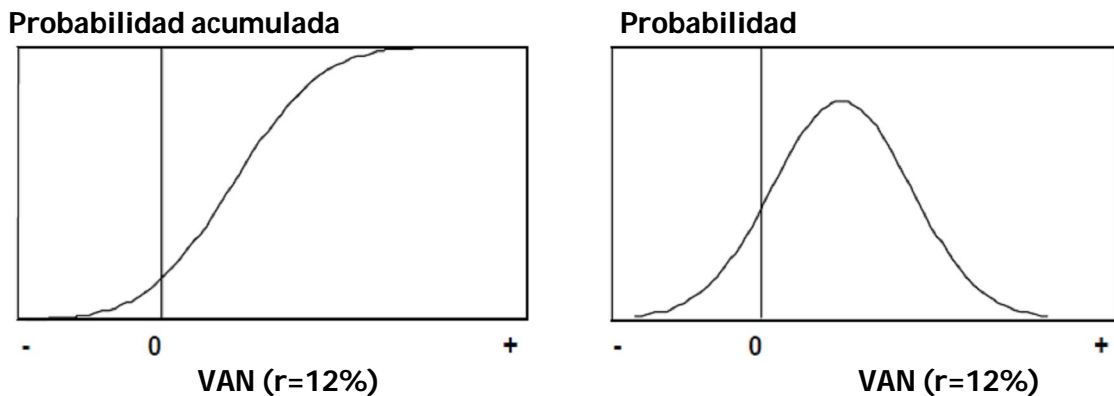 Probabilidad acumulada
Probabilidad
- 0 +
- 0 +
VAN (r=12%)
VAN (r=12%)